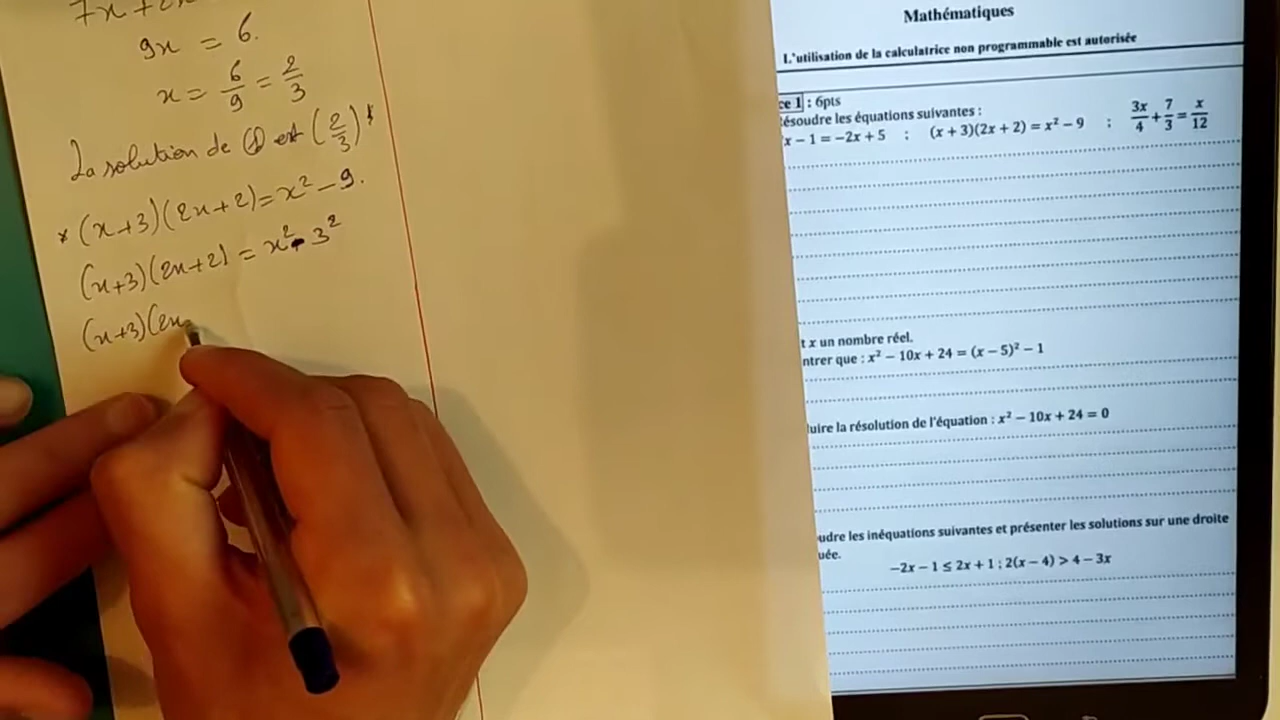 7x + 2x
9x = 6.
x = 6/9 = 2/3
La solution de ① est (2/3)
* (x+3)(2x+2) = x² - 9.
(x+3)(2x+2) = x² - 3²
(x+3)(2x
Mathématiques
L'utilisation de la calculatrice non programmable est autorisée
ce 1 : 6pts
ésoudre les équations suivantes :
x − 1 = −2x + 5 ; (x + 3)(2x + 2) = x² − 9 ; 3x/4 + 7/3 = x/12
t x un nombre réel.
ntrer que : x² − 10x + 24 = (x − 5)² − 1
uire la résolution de l'équation : x² − 10x + 24 = 0
udre les inéquations suivantes et présenter les solutions sur une droite
uée.
−2x − 1 ≤ 2x + 1 ; 2(x − 4) > 4 − 3x